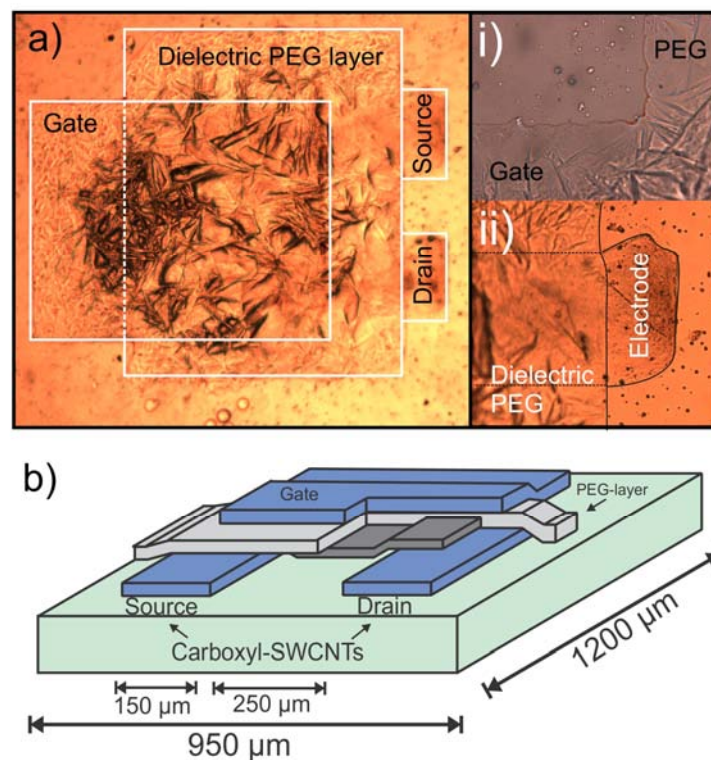 a)
Dielectric PEG layer
Gate
Source
Drain
i)
PEG
Gate
ii)
Electrode
Dielectric
PEG
b)
Gate
PEG-layer
Source
Drain
Carboxyl-SWCNTs
150 µm
250 µm
950 µm
1200 µm